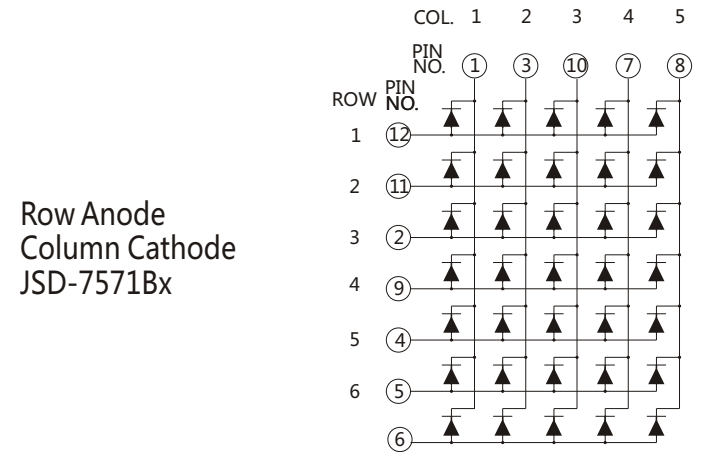 COL. 1 2 3 4 5
PIN
NO. 1 3 10 7 8
PIN
ROW NO.
1 12
2 11
3 2
4 9
5 4
6 5
6
Row Anode
Column Cathode
JSD-7571Bx